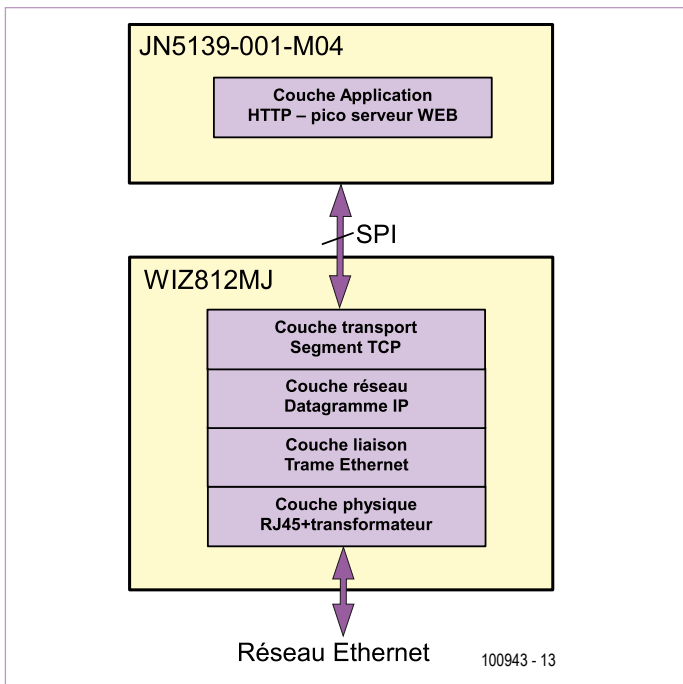 JN5139-001-M04
Couche Application
HTTP – pico serveur WEB
SPI
WIZ812MJ
Couche transport
Segment TCP
Couche réseau
Datagramme IP
Couche liaison
Trame Ethernet
Couche physique
RJ45+transformateur
Réseau Ethernet
100943 - 13